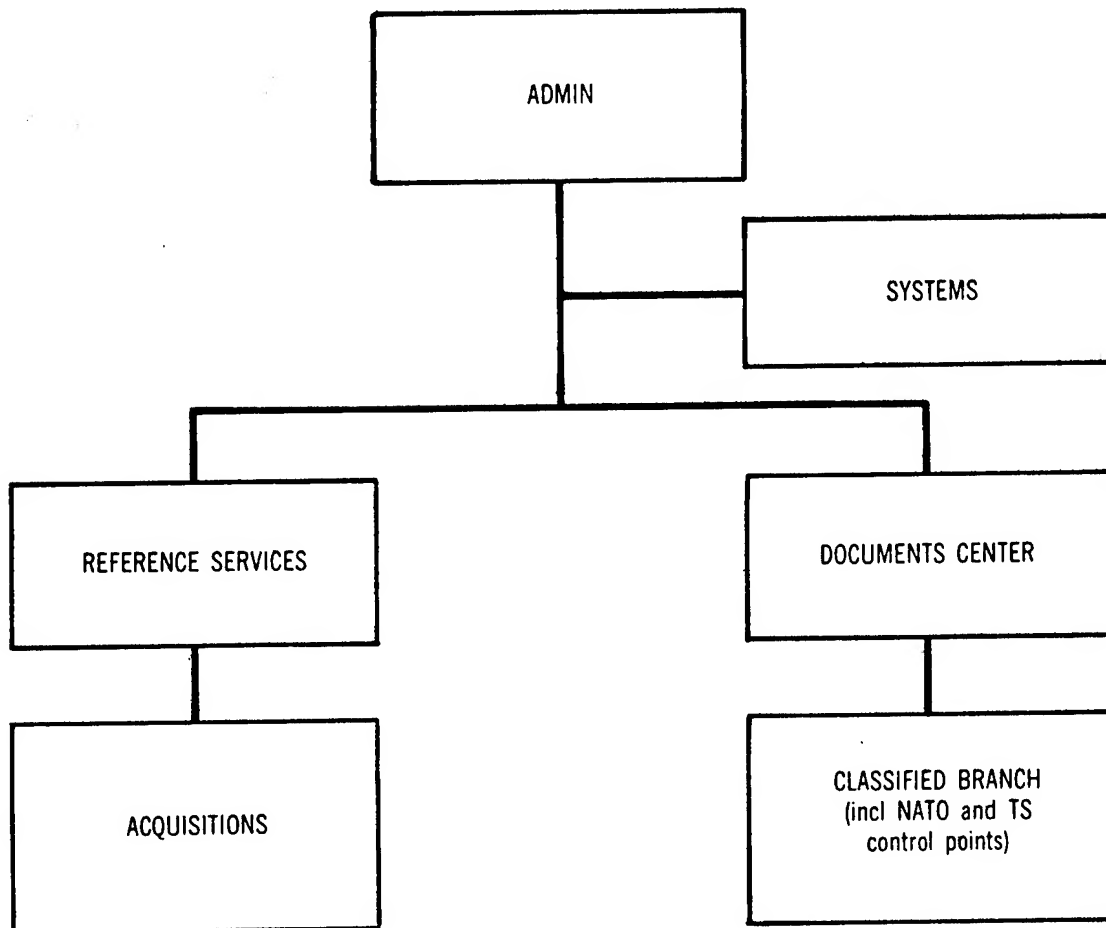 ADMIN
SYSTEMS
REFERENCE SERVICES
DOCUMENTS CENTER
ACQUISITIONS
CLASSIFIED BRANCH
(incl NATO and TS
control points)